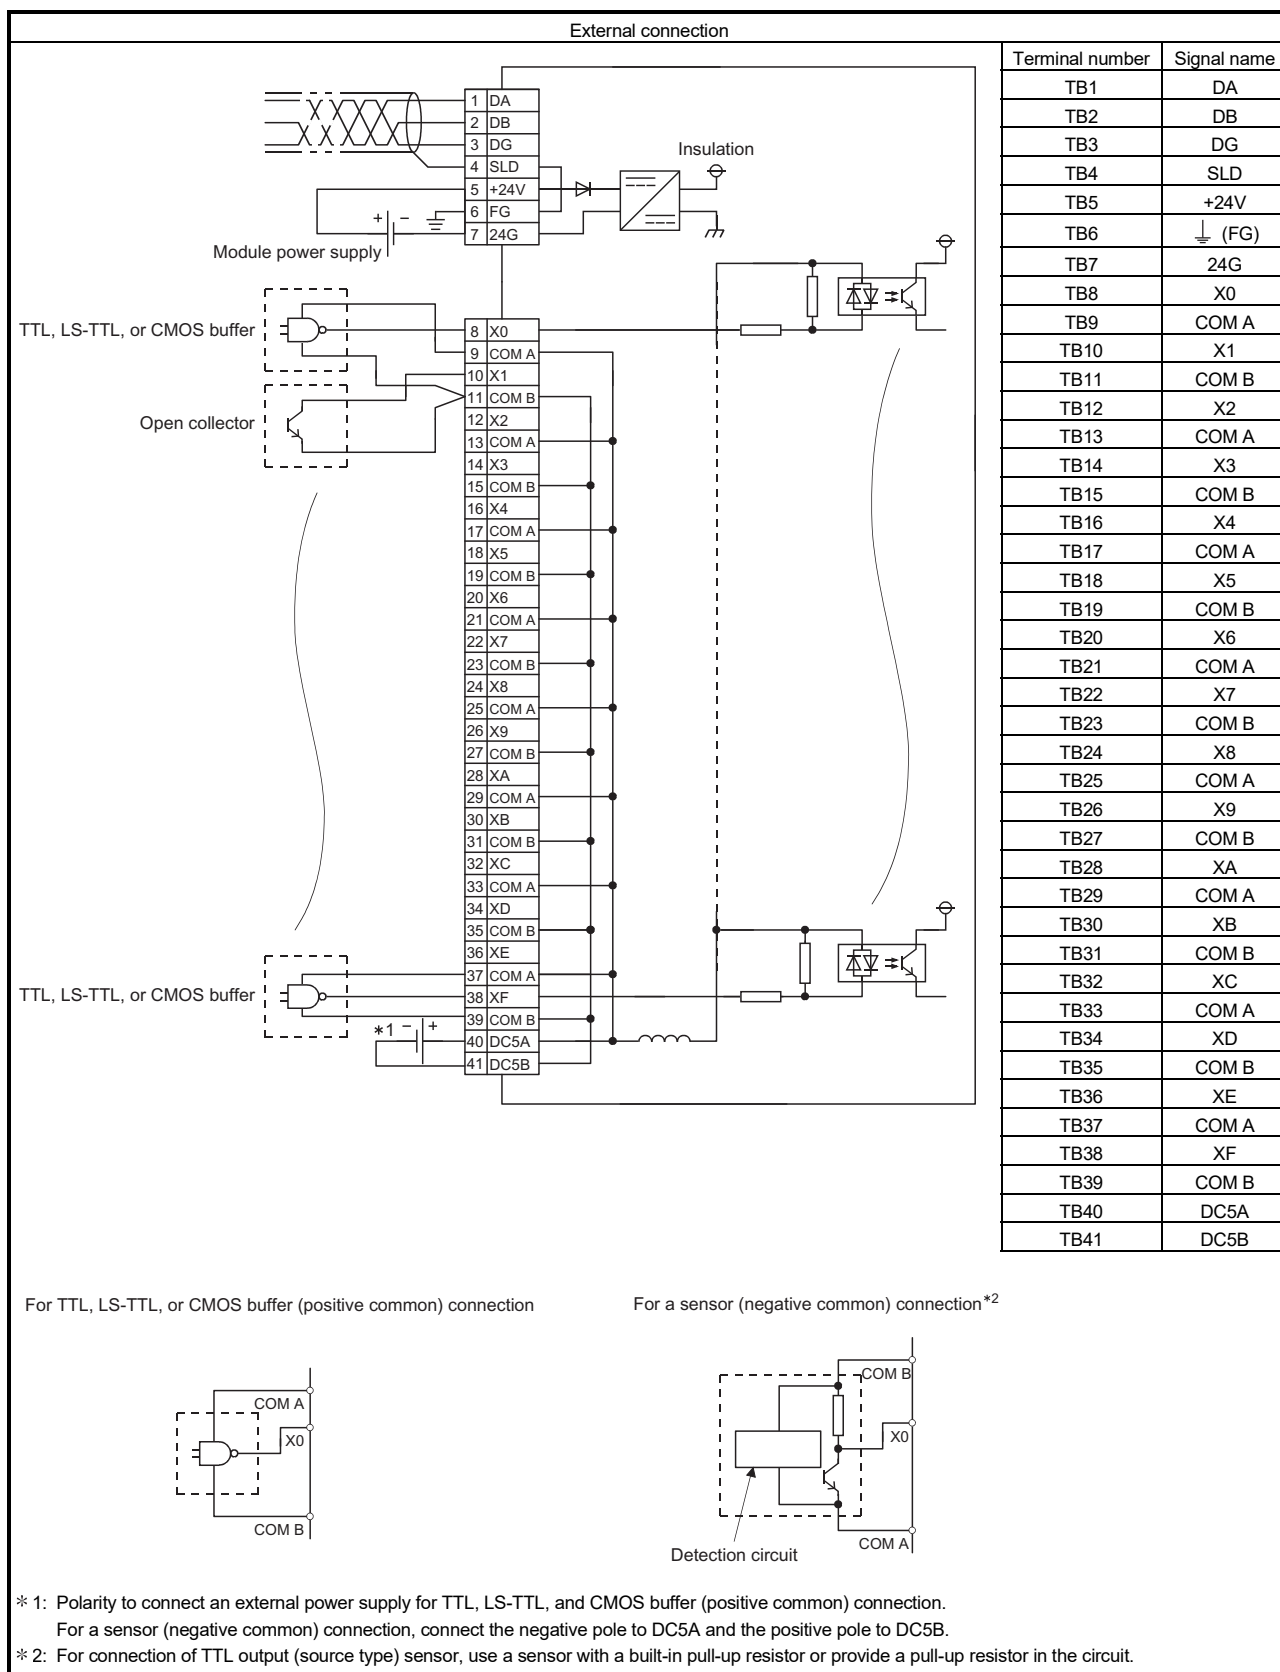 External connection
1 DA
2 DB
3 DG
4 SLD
5 +24V
6 FG
7 24G
Insulation
+ −
Module power supply
TTL, LS-TTL, or CMOS buffer
Open collector
8 X0
9 COM A
10 X1
11 COM B
12 X2
13 COM A
14 X3
15 COM B
16 X4
17 COM A
18 X5
19 COM B
20 X6
21 COM A
22 X7
23 COM B
24 X8
25 COM A
26 X9
27 COM B
28 XA
29 COM A
30 XB
31 COM B
32 XC
33 COM A
34 XD
35 COM B
36 XE
37 COM A
38 XF
39 COM B
40 DC5A
41 DC5B
TTL, LS-TTL, or CMOS buffer
*1 − +
Terminal number Signal name
TB1 DA
TB2 DB
TB3 DG
TB4 SLD
TB5 +24V
TB6 ⏚ (FG)
TB7 24G
TB8 X0
TB9 COM A
TB10 X1
TB11 COM B
TB12 X2
TB13 COM A
TB14 X3
TB15 COM B
TB16 X4
TB17 COM A
TB18 X5
TB19 COM B
TB20 X6
TB21 COM A
TB22 X7
TB23 COM B
TB24 X8
TB25 COM A
TB26 X9
TB27 COM B
TB28 XA
TB29 COM A
TB30 XB
TB31 COM B
TB32 XC
TB33 COM A
TB34 XD
TB35 COM B
TB36 XE
TB37 COM A
TB38 XF
TB39 COM B
TB40 DC5A
TB41 DC5B
For TTL, LS-TTL, or CMOS buffer (positive common) connection
COM A
X0
COM B
For a sensor (negative common) connection*2
COM B
X0
COM A
Detection circuit
*1: Polarity to connect an external power supply for TTL, LS-TTL, and CMOS buffer (positive common) connection.
For a sensor (negative common) connection, connect the negative pole to DC5A and the positive pole to DC5B.
*2: For connection of TTL output (source type) sensor, use a sensor with a built-in pull-up resistor or provide a pull-up resistor in the circuit.